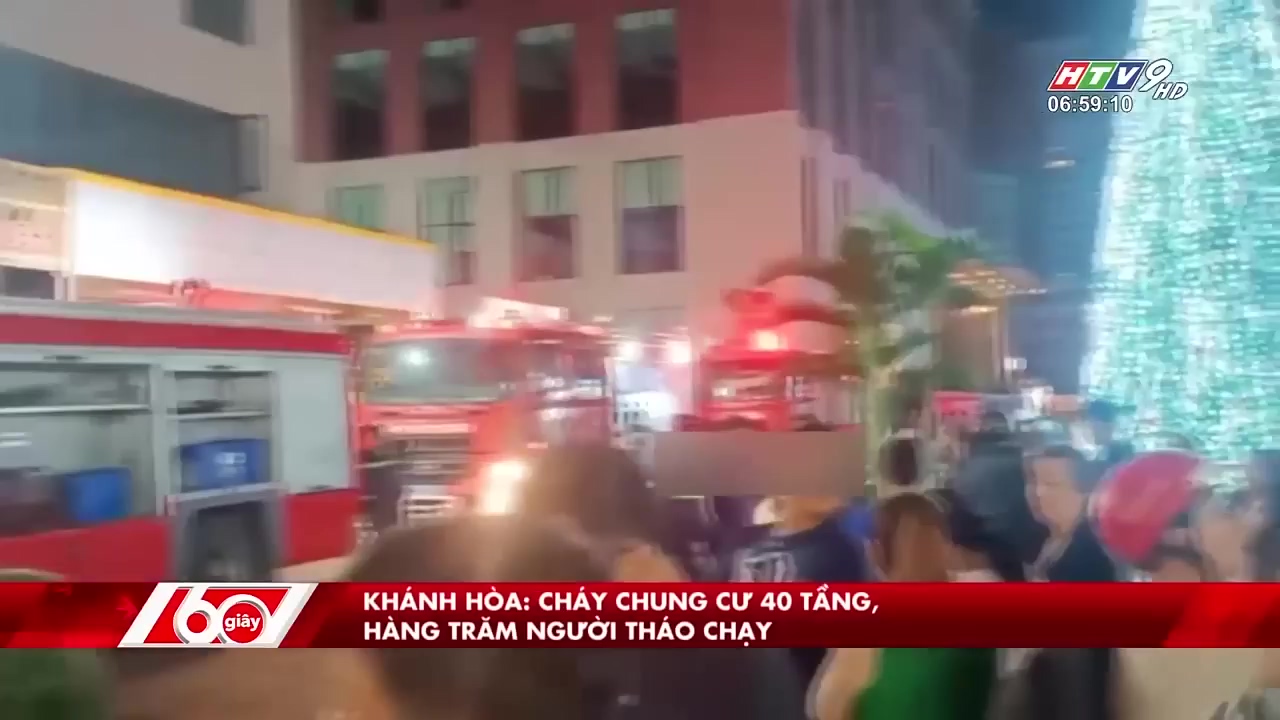 HTV9 HD
06:59:10
60 giây
KHÁNH HÒA: CHÁY CHUNG CƯ 40 TẦNG,
HÀNG TRĂM NGƯỜI THÁO CHẠY